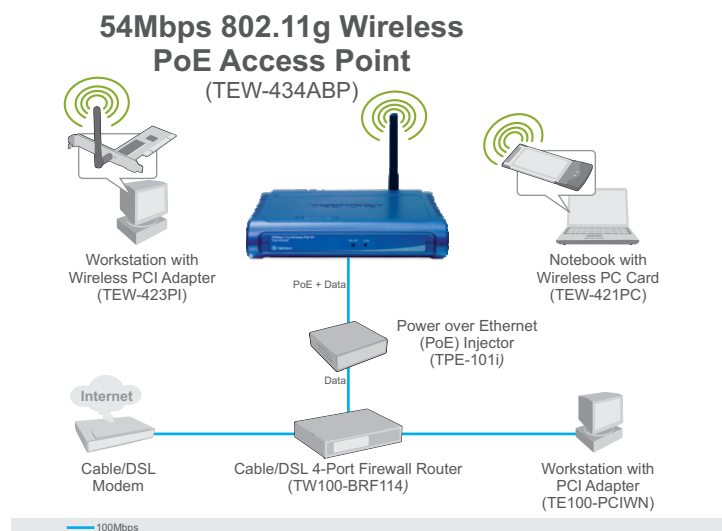 54Mbps 802.11g Wireless
PoE Access Point
(TEW-434ABP)
Workstation with
Wireless PCI Adapter
(TEW-423PI)
Notebook with
Wireless PC Card
(TEW-421PC)
PoE + Data
Power over Ethernet
(PoE) Injector
(TPE-101i)
Data
Internet
Cable/DSL
Modem
Cable/DSL 4-Port Firewall Router
(TW100-BRF114)
Workstation with
PCI Adapter
(TE100-PCIWN)
100Mbps